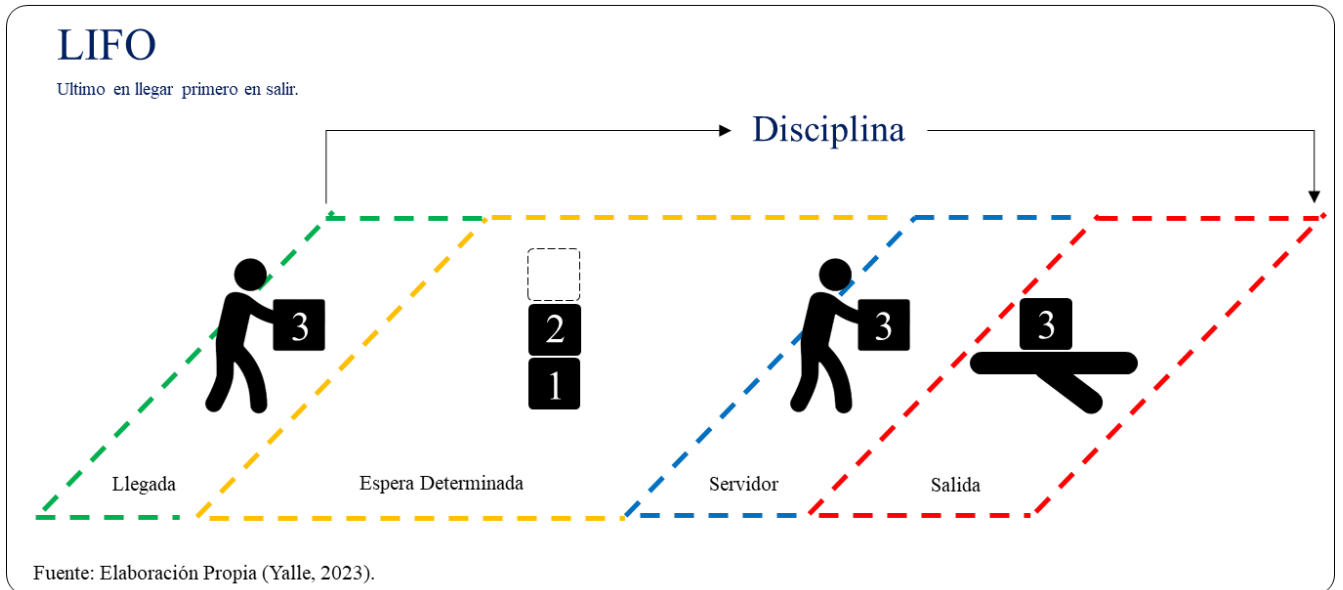 LIFO
Ultimo en llegar primero en salir.
Disciplina
3
2
1
3
3
Llegada
Espera Determinada
Servidor
Salida
Fuente: Elaboración Propia (Yalle, 2023).